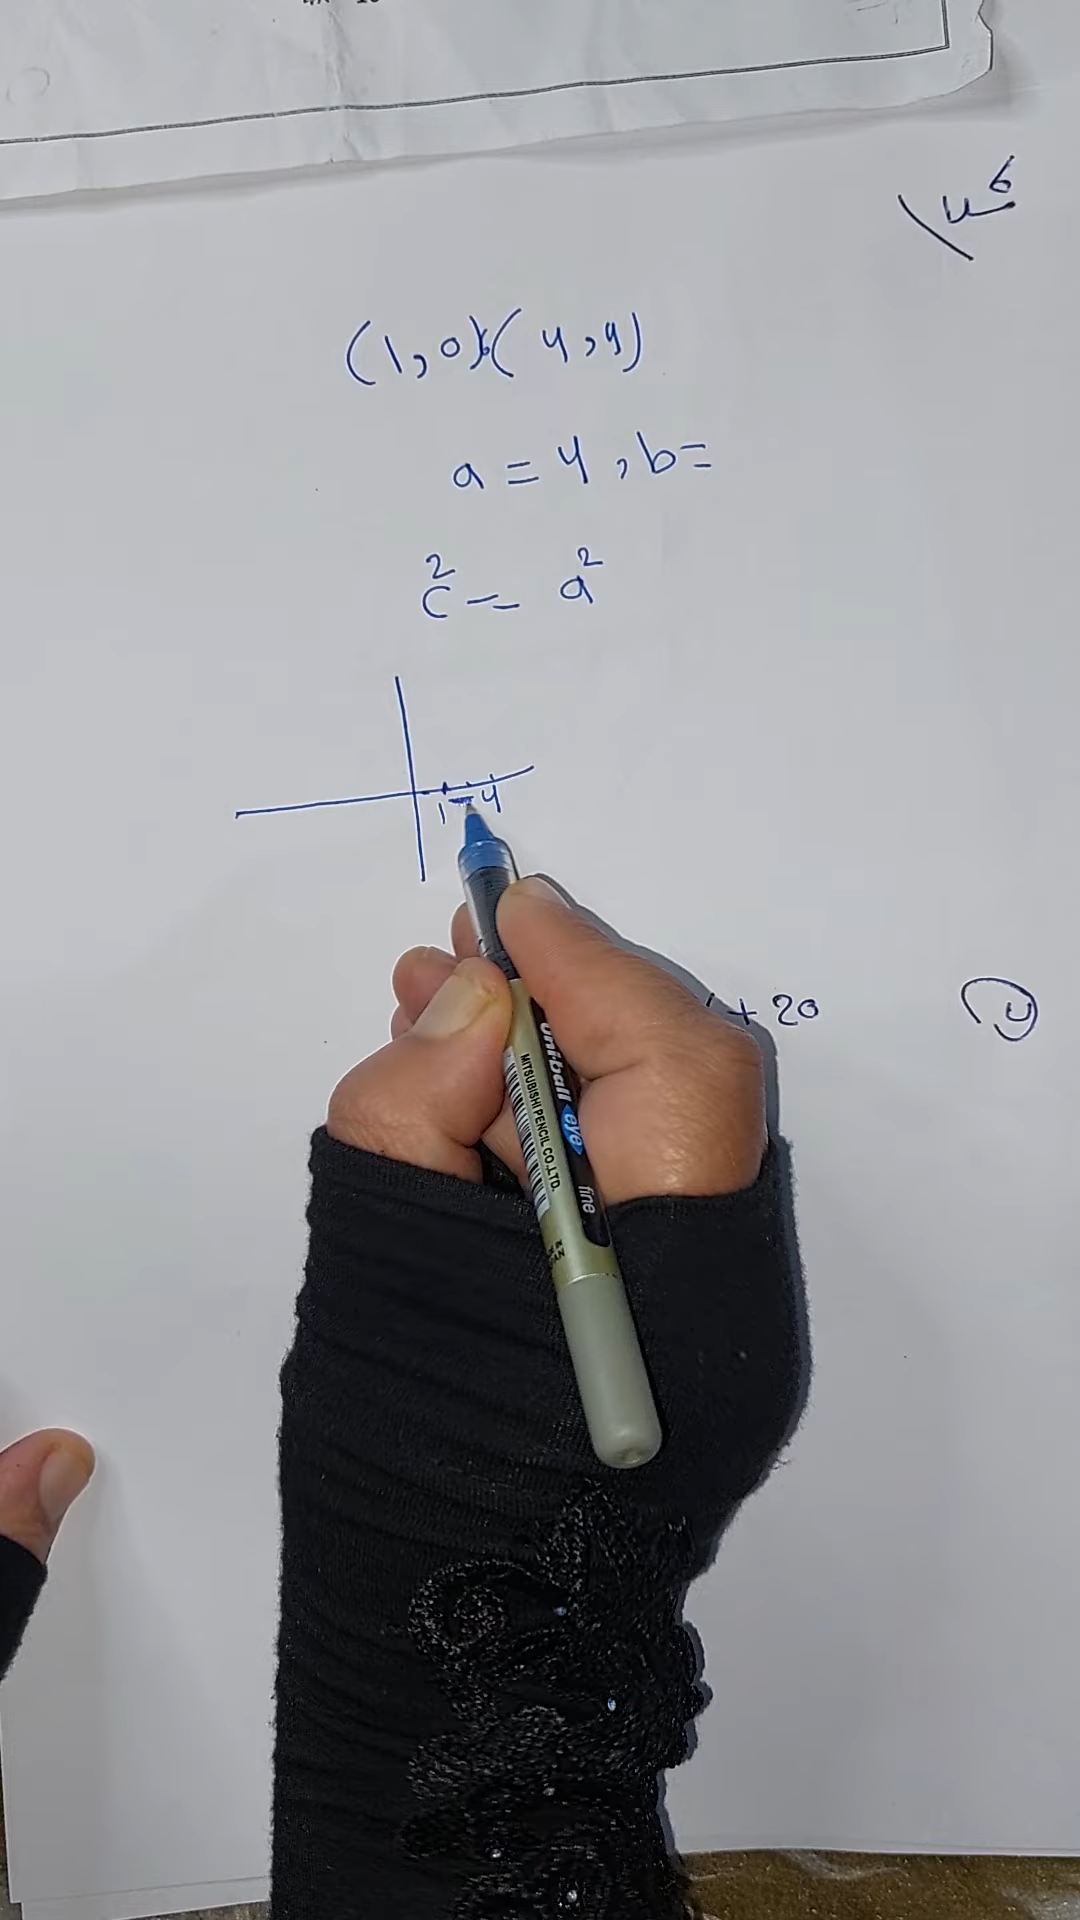 (1,0),(4,4)
a = 4 , b =
c² = a²
1 4
+ 20
uni-ball eye fine
MITSUBISHI PENCIL CO.,LTD.